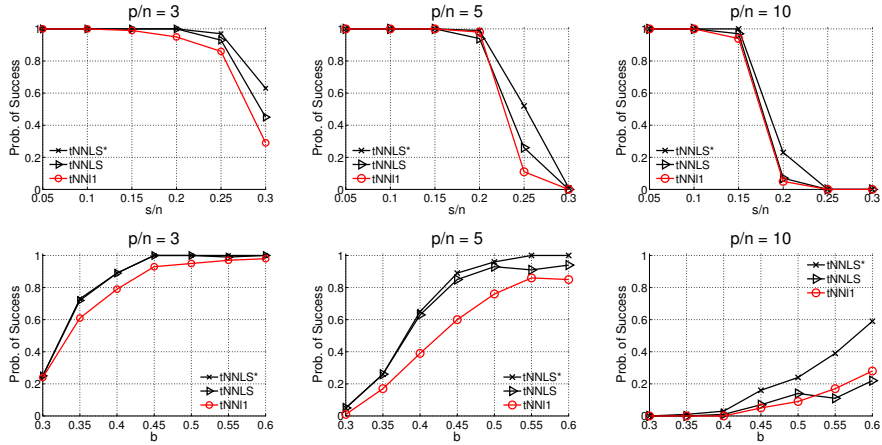 p/n = 3
p/n = 5
p/n = 10
Prob. of Success
1
0.8
0.6
0.4
0.2
0
tNNLS*
tNNLS
tNNl1
0.05 0.1 0.15 0.2 0.25 0.3
s/n
Prob. of Success
1
0.8
0.6
0.4
0.2
0
tNNLS*
tNNLS
tNNl1
0.05 0.1 0.15 0.2 0.25 0.3
s/n
Prob. of Success
1
0.8
0.6
0.4
0.2
0
tNNLS*
tNNLS
tNNl1
0.05 0.1 0.15 0.2 0.25 0.3
s/n
p/n = 3
p/n = 5
p/n = 10
Prob. of Success
1
0.8
0.6
0.4
0.2
0
tNNLS*
tNNLS
tNNl1
0.3 0.35 0.4 0.45 0.5 0.55 0.6
b
Prob. of Success
1
0.8
0.6
0.4
0.2
0
tNNLS*
tNNLS
tNNl1
0.3 0.35 0.4 0.45 0.5 0.55 0.6
b
Prob. of Success
1
0.8
0.6
0.4
0.2
0
tNNLS*
tNNLS
tNNl1
0.3 0.35 0.4 0.45 0.5 0.55 0.6
b